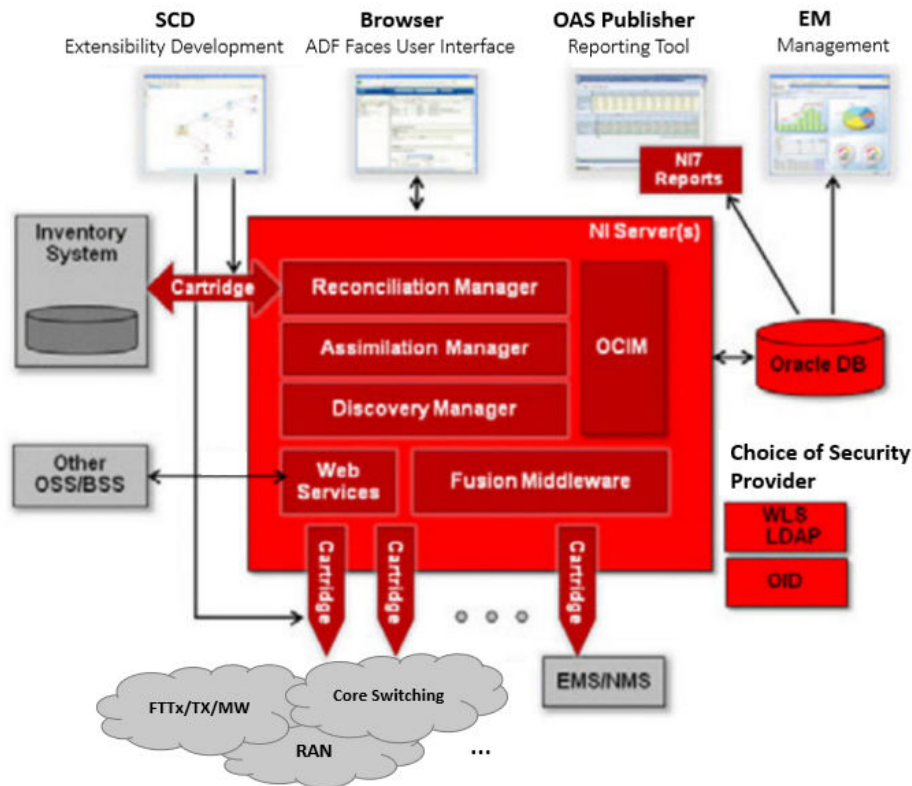 SCD
Extensibility Development
Browser
ADF Faces User Interface
OAS Publisher
Reporting Tool
EM
Management
NI7
Reports
Inventory
System
Cartridge
NI Server(s)
Reconciliation Manager
Assimilation Manager
Discovery Manager
OCIM
Oracle DB
Other
OSS/BSS
Web
Services
Fusion Middleware
Choice of Security
Provider
WLS
LDAP
OID
Cartridge
Cartridge
Cartridge
EMS/NMS
FTTx/TX/MW
Core Switching
RAN
...